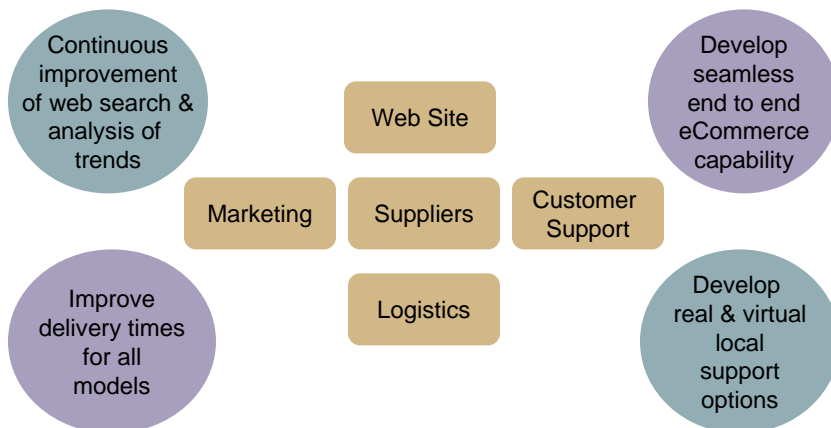 Continuous
improvement
of web search &
analysis of
trends
Develop
seamless
end to end
eCommerce
capability
Web Site
Marketing
Suppliers
Customer
Support
Logistics
Improve
delivery times
for all
models
Develop
real & virtual
local
support
options